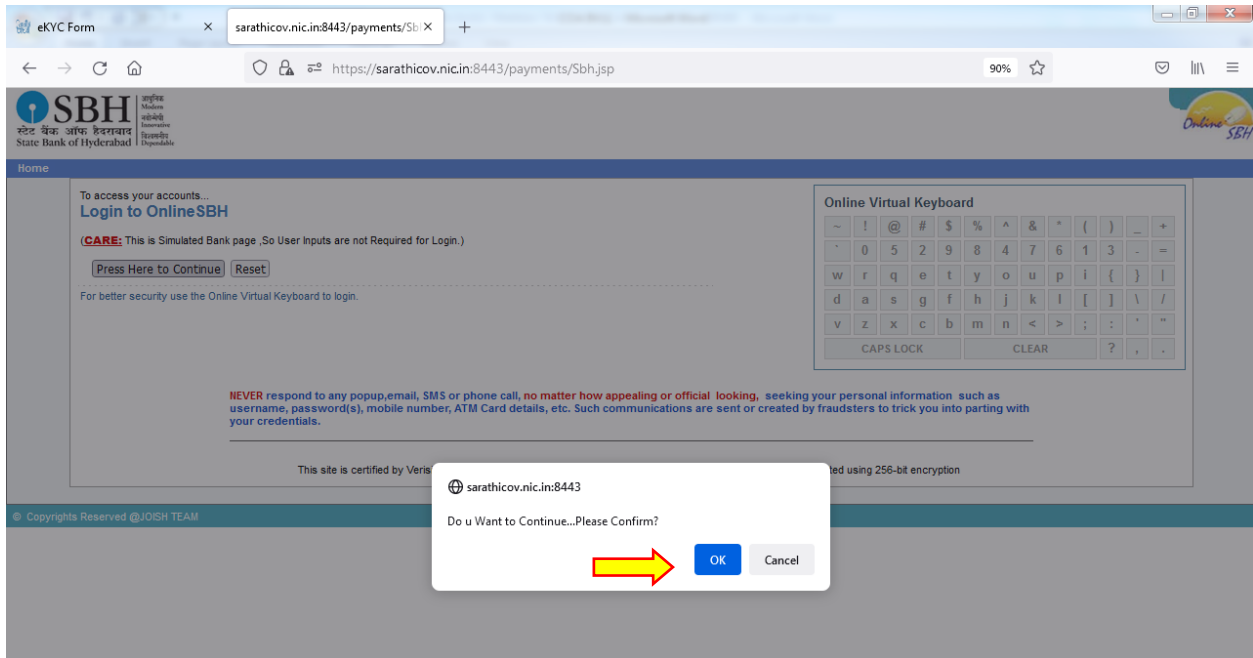 eKYC Form
sarathicov.nic.in:8443/payments/Sb
https://sarathicov.nic.in:8443/payments/Sbh.jsp
90%
SBH
स्टेट बैंक ऑफ हैदराबाद
State Bank of Hyderabad
आधुनिक
Modern
Innovative
विश्वसनीय
Dependable
Online SBH
Home
To access your accounts...
Login to OnlineSBH
(CARE: This is Simulated Bank page ,So User Inputs are not Required for Login.)
Press Here to Continue Reset
For better security use the Online Virtual Keyboard to login.
Online Virtual Keyboard
~ ! @ # $ % ^ & * ( ) _ +
` 0 5 2 9 8 4 7 6 1 3 - =
w r q e t y o u p i { } |
d a s g f h j k l [ ] \ /
v z x c b m n < > ; : ' "
CAPS LOCK CLEAR ? , .
NEVER respond to any popup,email, SMS or phone call, no matter how appealing or official looking, seeking your personal information such as
username, password(s), mobile number, ATM Card details, etc. Such communications are sent or created by fraudsters to trick you into parting with
your credentials.
This site is certified by Veris
ted using 256-bit encryption
© Copyrights Reserved @JOISH TEAM
sarathicov.nic.in:8443
Do u Want to Continue...Please Confirm?
OK Cancel